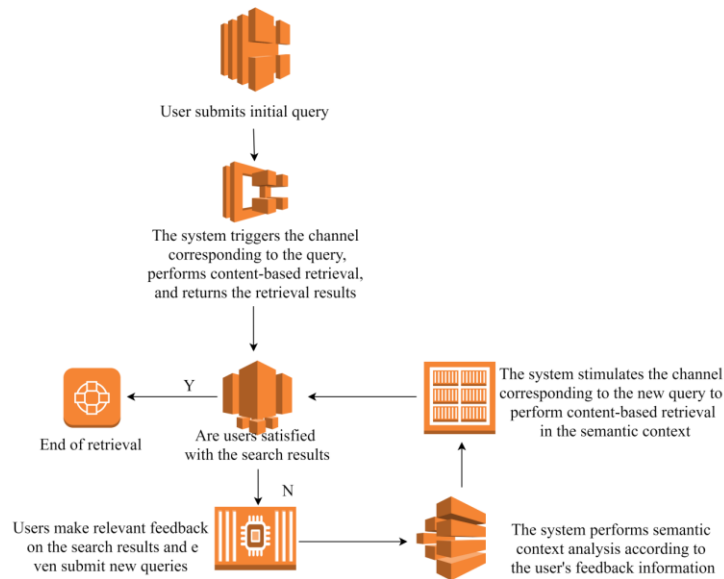 User submits initial query
The system triggers the channel
corresponding to the query,
performs content-based retrieval,
and returns the retrieval results
Y
End of retrieval
Are users satisfied
with the search results
The system stimulates the channel
corresponding to the new query to
perform content-based retrieval
in the semantic context
N
Users make relevant feedback
on the search results and e
ven submit new queries
The system performs semantic
context analysis according to
the user's feedback information